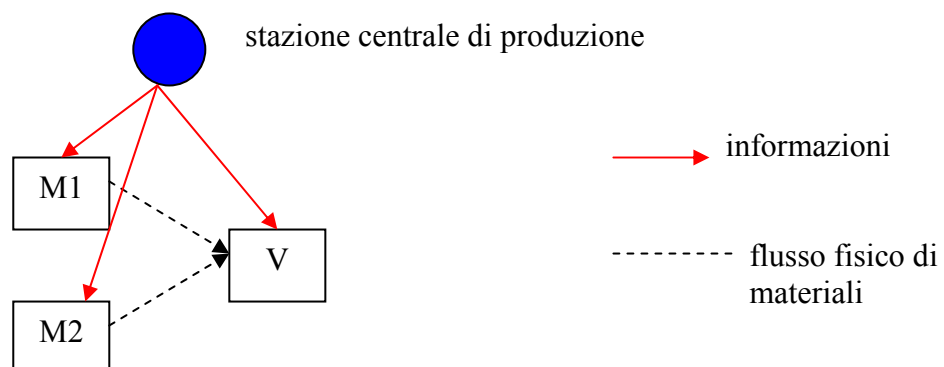 stazione centrale di produzione
informazioni
M1
V
flusso fisico di
materiali
M2